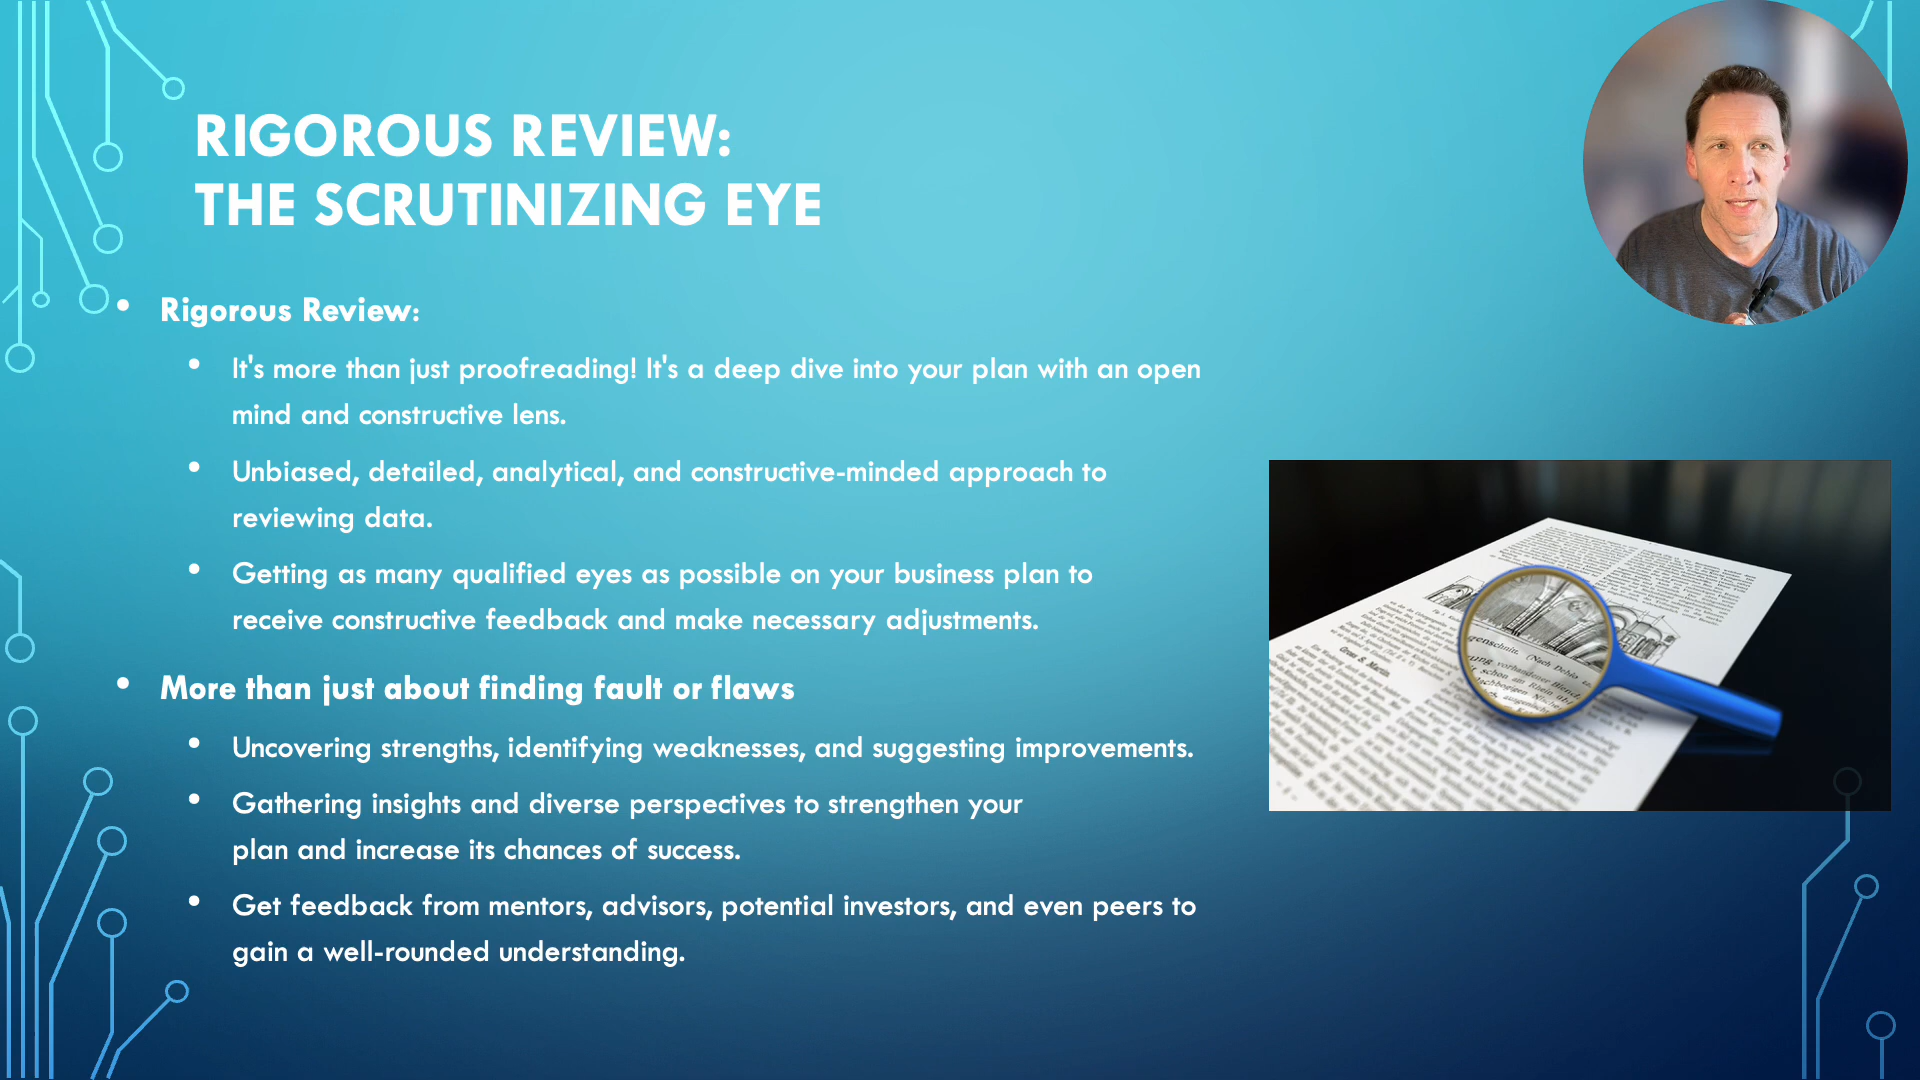 RIGOROUS REVIEW:
THE SCRUTINIZING EYE
• Rigorous Review:
• It's more than just proofreading! It's a deep dive into your plan with an open
mind and constructive lens.
• Unbiased, detailed, analytical, and constructive-minded approach to
reviewing data.
• Getting as many qualified eyes as possible on your business plan to
receive constructive feedback and make necessary adjustments.
• More than just about finding fault or flaws
• Uncovering strengths, identifying weaknesses, and suggesting improvements.
• Gathering insights and diverse perspectives to strengthen your
plan and increase its chances of success.
• Get feedback from mentors, advisors, potential investors, and even peers to
gain a well-rounded understanding.